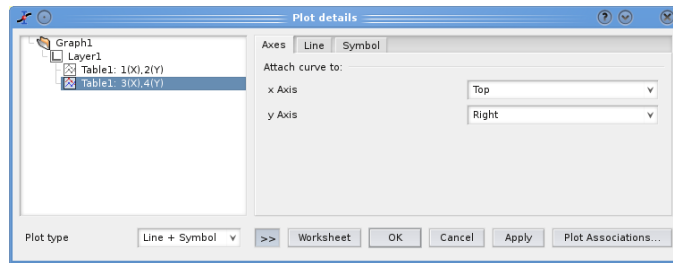 Plot details
Graph1
Layer1
Table1: 1(X),2(Y)
Table1: 3(X),4(Y)
Axes Line Symbol
Attach curve to:
x Axis Top
y Axis Right
Plot type Line + Symbol >> Worksheet OK Cancel Apply Plot Associations...